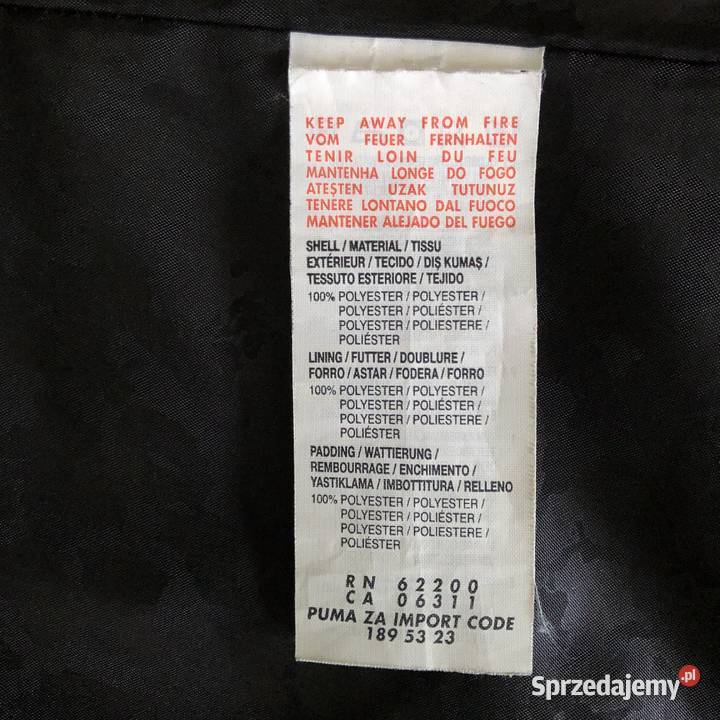 KEEP AWAY FROM FIRE
VOM FEUER FERNHALTEN
TENIR LOIN DU FEU
MANTENHA LONGE DO FOGO
ATEŞTEN UZAK TUTUNUZ
TENERE LONTANO DAL FUOCO
MANTENER ALEJADO DEL FUEGO
SHELL / MATERIAL / TISSU
EXTÉRIEUR / TECIDO / DIŞ KUMAŞ /
TESSUTO ESTERIORE / TEJIDO
100% POLYESTER / POLYESTER /
POLYESTER / POLIÉSTER /
POLYESTER / POLIESTERE /
POLIÉSTER
LINING / FUTTER / DOUBLURE /
FORRO / ASTAR / FODERA / FORRO
100% POLYESTER / POLYESTER /
POLYESTER / POLIÉSTER /
POLYESTER / POLIESTERE /
POLIÉSTER
PADDING / WATTIERUNG /
REMBOURRAGE / ENCHIMENTO /
YASTIKLAMA / IMBOTTITURA / RELLENO
100% POLYESTER / POLYESTER /
POLYESTER / POLIÉSTER /
POLYESTER / POLIESTERE /
POLIÉSTER
RN 62200
CA 06311
PUMA ZA IMPORT CODE
189 53 23
Sprzedajemy.pl